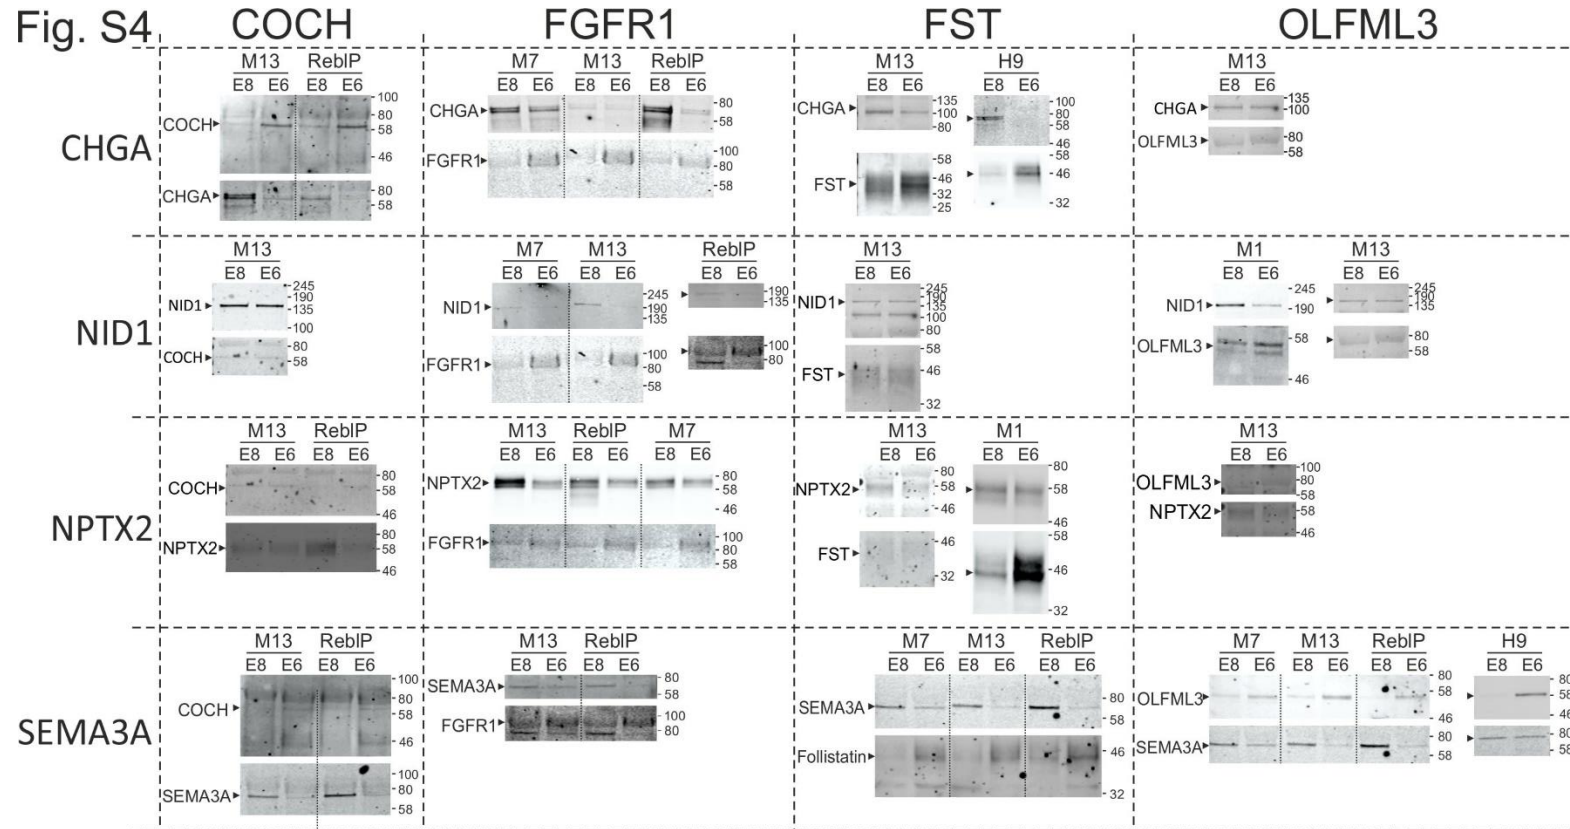 Fig. S4 COCH FGFR1 FST OLFML3
CHGA
M13 RebIP
E8 E6 E8 E6
COCH
100
80
58
46
CHGA
80
58
M7 M13 RebIP
E8 E6 E8 E6 E8 E6
CHGA
80
58
FGFR1
100
80
58
M13
E8 E6
CHGA
135
100
80
FST
58
46
32
25
H9
E8 E6
100
80
58
46
58
46
32
M13
E8 E6
CHGA
135
100
OLFML3
80
58
NID1
M13
E8 E6
NID1
245
190
135
100
COCH
80
58
M7 M13
E8 E6 E8 E6
NID1
245
190
135
FGFR1
100
80
58
RebIP
E8 E6
190
135
100
80
M13
E8 E6
NID1
245
190
135
100
80
FST
58
46
32
M1
E8 E6
NID1
245
190
OLFML3
58
46
M13
E8 E6
245
190
135
80
58
NPTX2
M13 RebIP
E8 E6 E8 E6
COCH
80
58
46
NPTX2
80
58
46
M13 RebIP M7
E8 E6 E8 E6 E8 E6
NPTX2
80
58
46
FGFR1
100
80
58
M13
E8 E6
NPTX2
80
58
46
FST
46
32
M1
E8 E6
80
58
46
58
46
32
M13
E8 E6
OLFML3
100
80
58
NPTX2
58
46
SEMA3A
M13 RebIP
E8 E6 E8 E6
COCH
100
80
58
46
SEMA3A
100
80
58
M13 RebIP
E8 E6 E8 E6
SEMA3A
80
58
FGFR1
100
80
M7 M13 RebIP
E8 E6 E8 E6 E8 E6
SEMA3A
80
58
Follistatin
46
32
M7 M13 RebIP
E8 E6 E8 E6 E8 E6
OLFML3
80
58
46
SEMA3A
80
58
H9
E8 E6
80
58
46
80
58